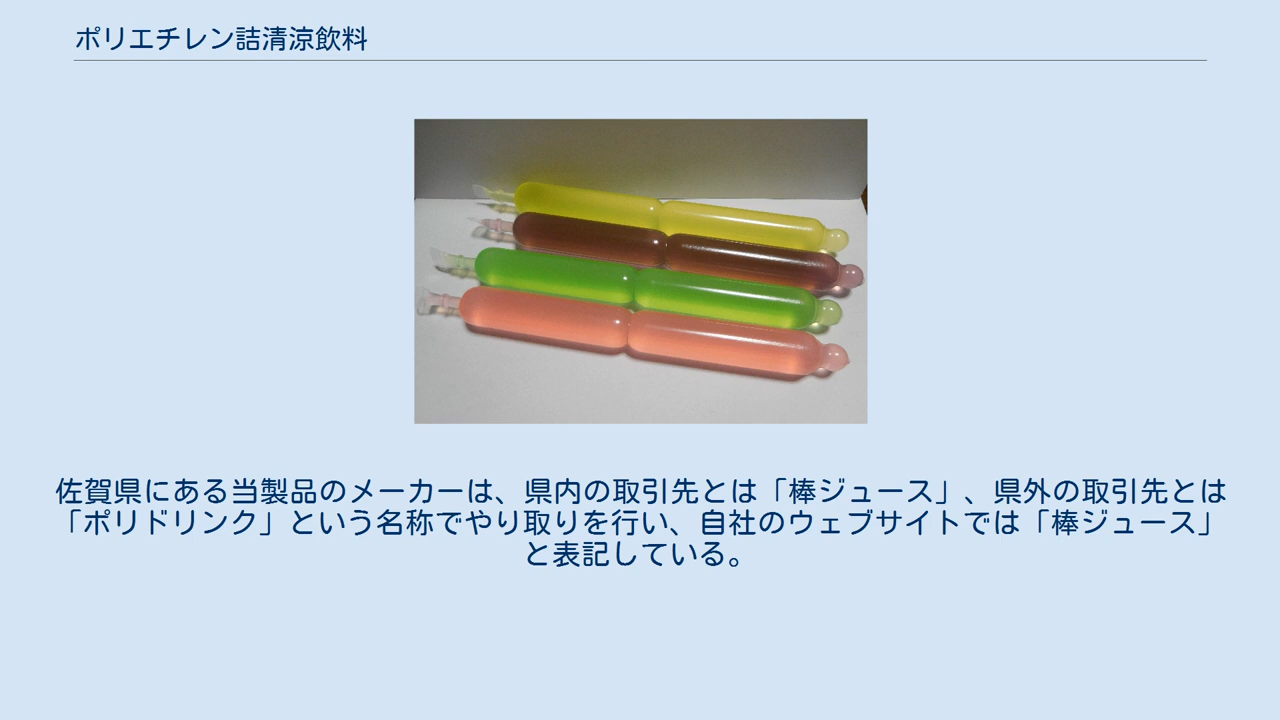 ポリエチレン詰清涼飲料
佐賀県にある当製品のメーカーは、県内の取引先とは「棒ジュース」、県外の取引先とは
「ポリドリンク」という名称でやり取りを行い、自社のウェブサイトでは「棒ジュース」
と表記している。